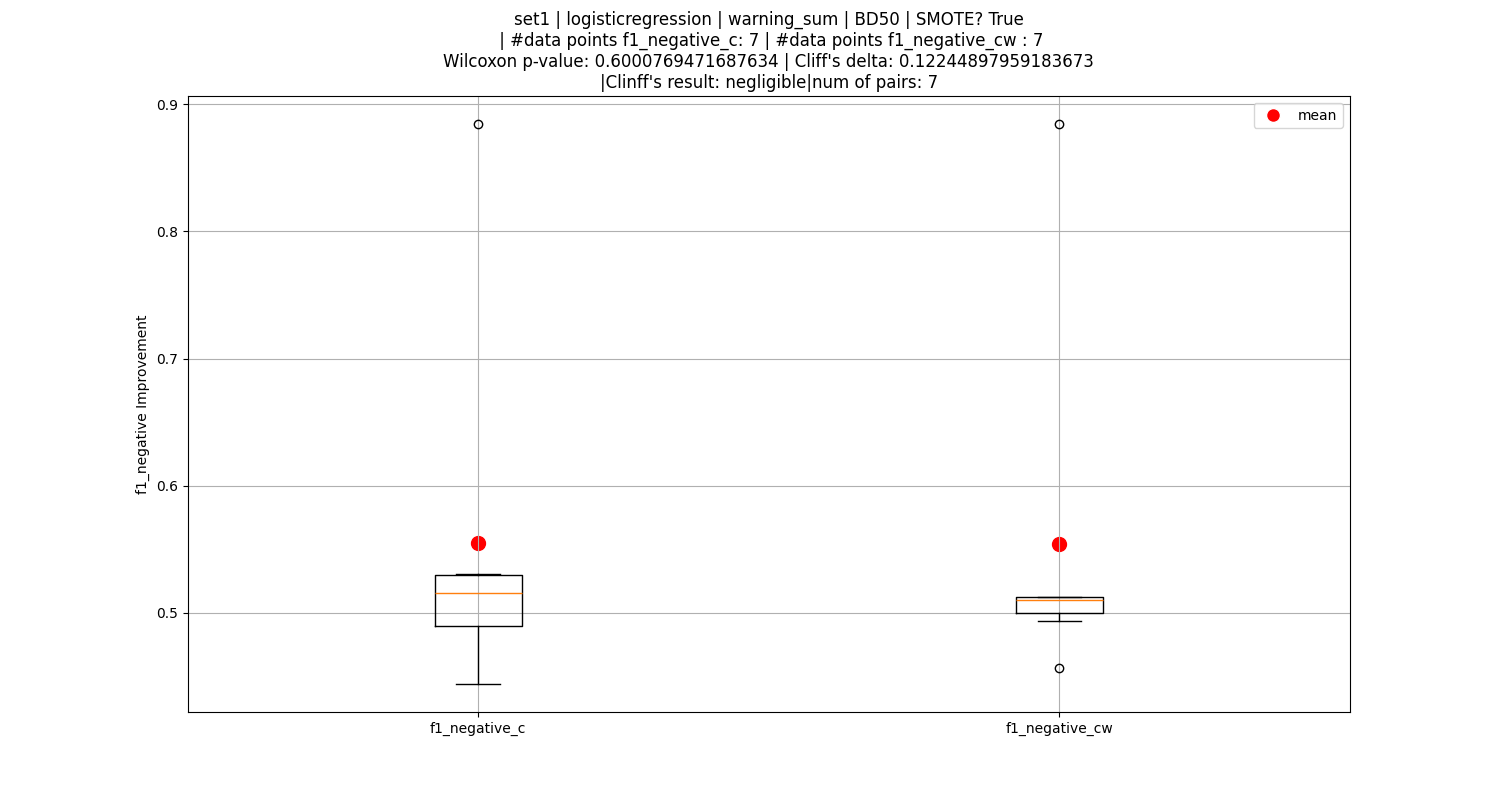 set1 | logisticregression | warning_sum | BD50 | SMOTE? True
| #data points f1_negative_c: 7 | #data points f1_negative_cw : 7
Wilcoxon p-value: 0.6000769471687634 | Cliff's delta: 0.12244897959183673
|Clinff's result: negligible|num of pairs: 7
mean
f1_negative Improvement
0.9
0.8
0.7
0.6
0.5
f1_negative_c
f1_negative_cw